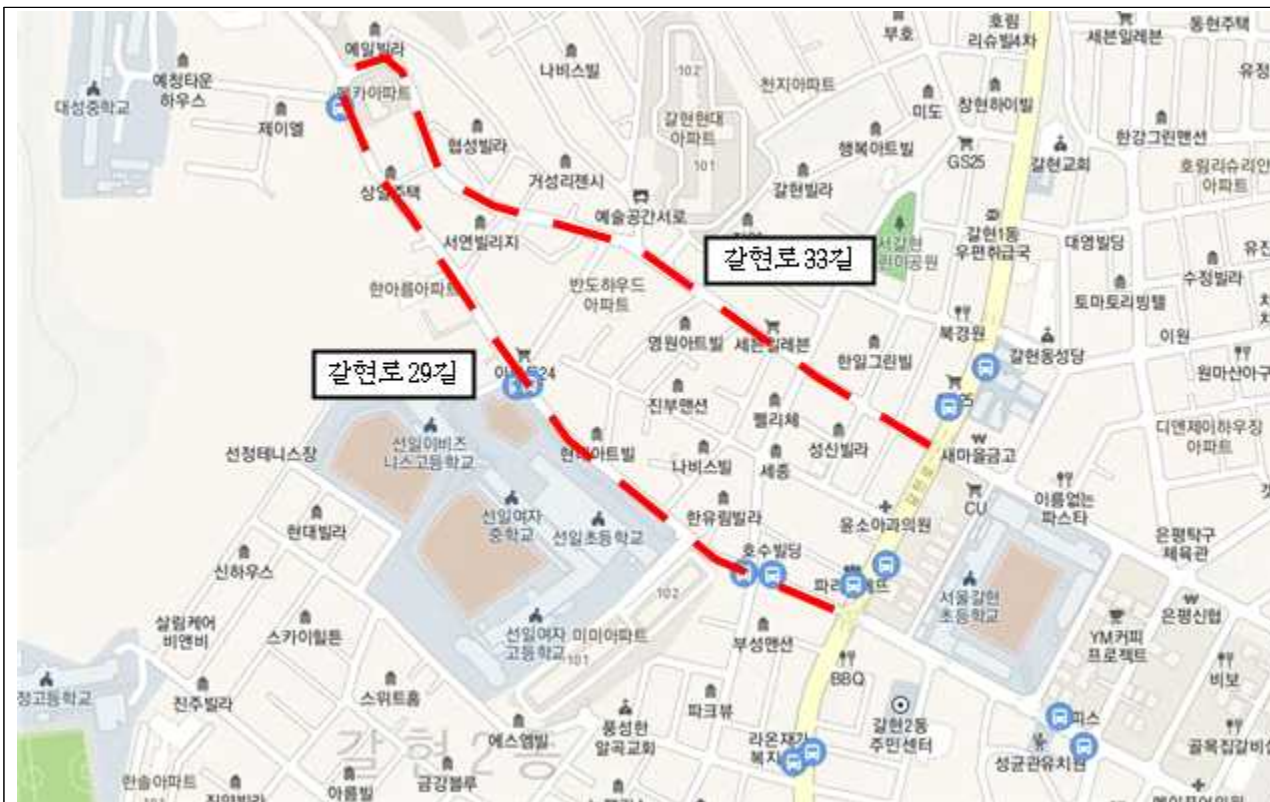 예일빌라
나비스빌
부호
호림
리슈빌4차
세븐일레븐
동현주택
예청타운
하우스
대성중학교
제이엘
협성빌라
102
천지아파트
갈현현대
아파트
101
미도
창현하이빌
한강그린맨션
GS25
행복아트빌
갈현교회
호림리슈리안
아파트
상일주택
거성리젠시
갈현빌라
예술공간서로
서연빌리지
갈현로 33길
갈현1동
우편취급국
대영빌딩
수정빌라
한아름아파트
반도하우드
아파트
토마토리빙텔
영원아트빌
세븐일레븐
북경원
이원
한일그린빌
갈현동성당
갈현로 29길
원마산아구
진부맨션
펠리체
선정테니스장
선일이비즈
니스고등학교
현대아트빌
나비스빌
세종
성신빌라
새마을금고
디앤제이하우징
아파트
CU
이름없는
파스타
현대빌라
선일여자
중학교
선일초등학교
한유림빌라
윤소아과의원
은평탁구
체육관
신하우스
호수빌딩
102
서울갈현
초등학교
살림케어
비앤비
스카이힐튼
선일여자
고등학교
미미아파트
101
부성맨션
YM커피
프로젝트
은평신협
BBQ
비보
진주빌라
스위트홈
파크뷰
갈현2동
주민센터
에스엠빌
풍성한
알곡교회
갈현2동
성균관유치원
골목집갈비살
한솔아파트
금강블루
아름빌